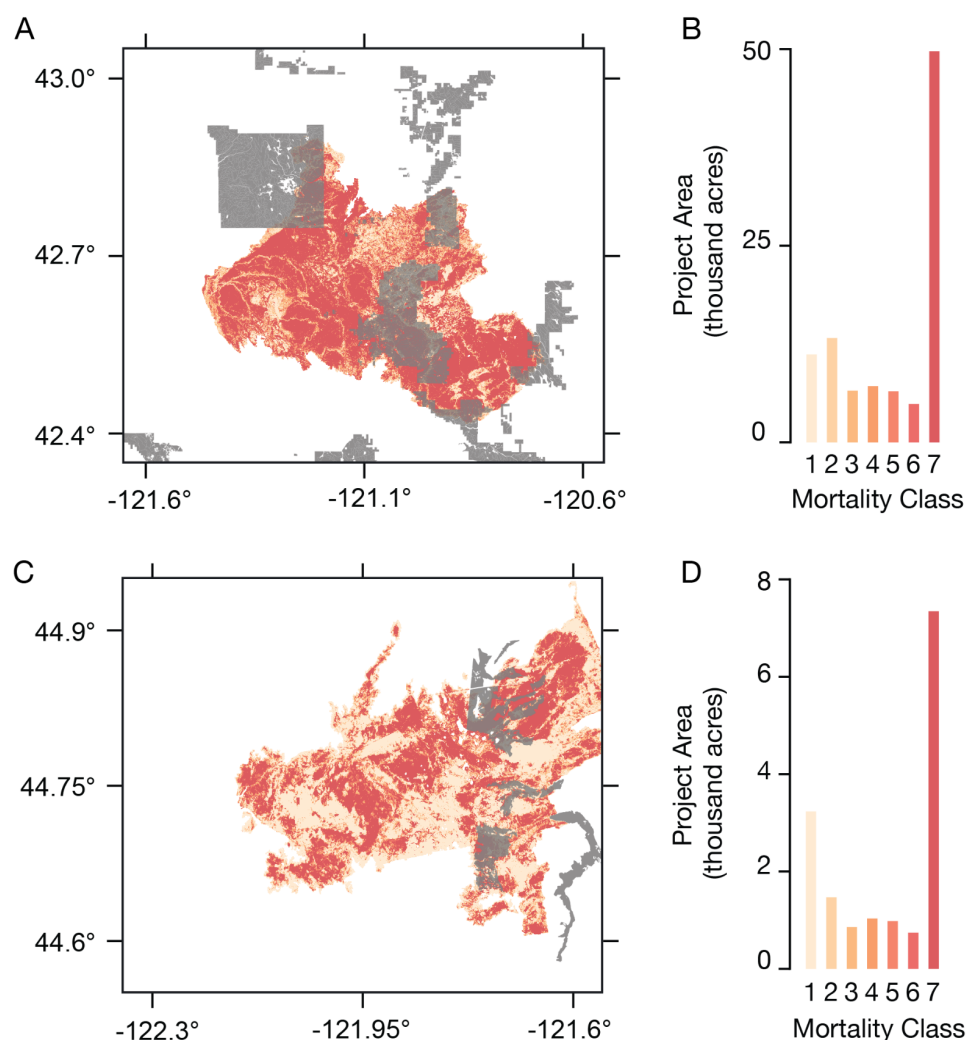 A
43.0°
42.7°
42.4°
-121.6°
-121.1°
-120.6°
B
Project Area
(thousand acres)
50
25
0
1 2 3 4 5 6 7
Mortality Class
C
44.9°
44.75°
44.6°
-122.3°
-121.95°
-121.6°
D
Project Area
(thousand acres)
8
6
4
2
0
1 2 3 4 5 6 7
Mortality Class